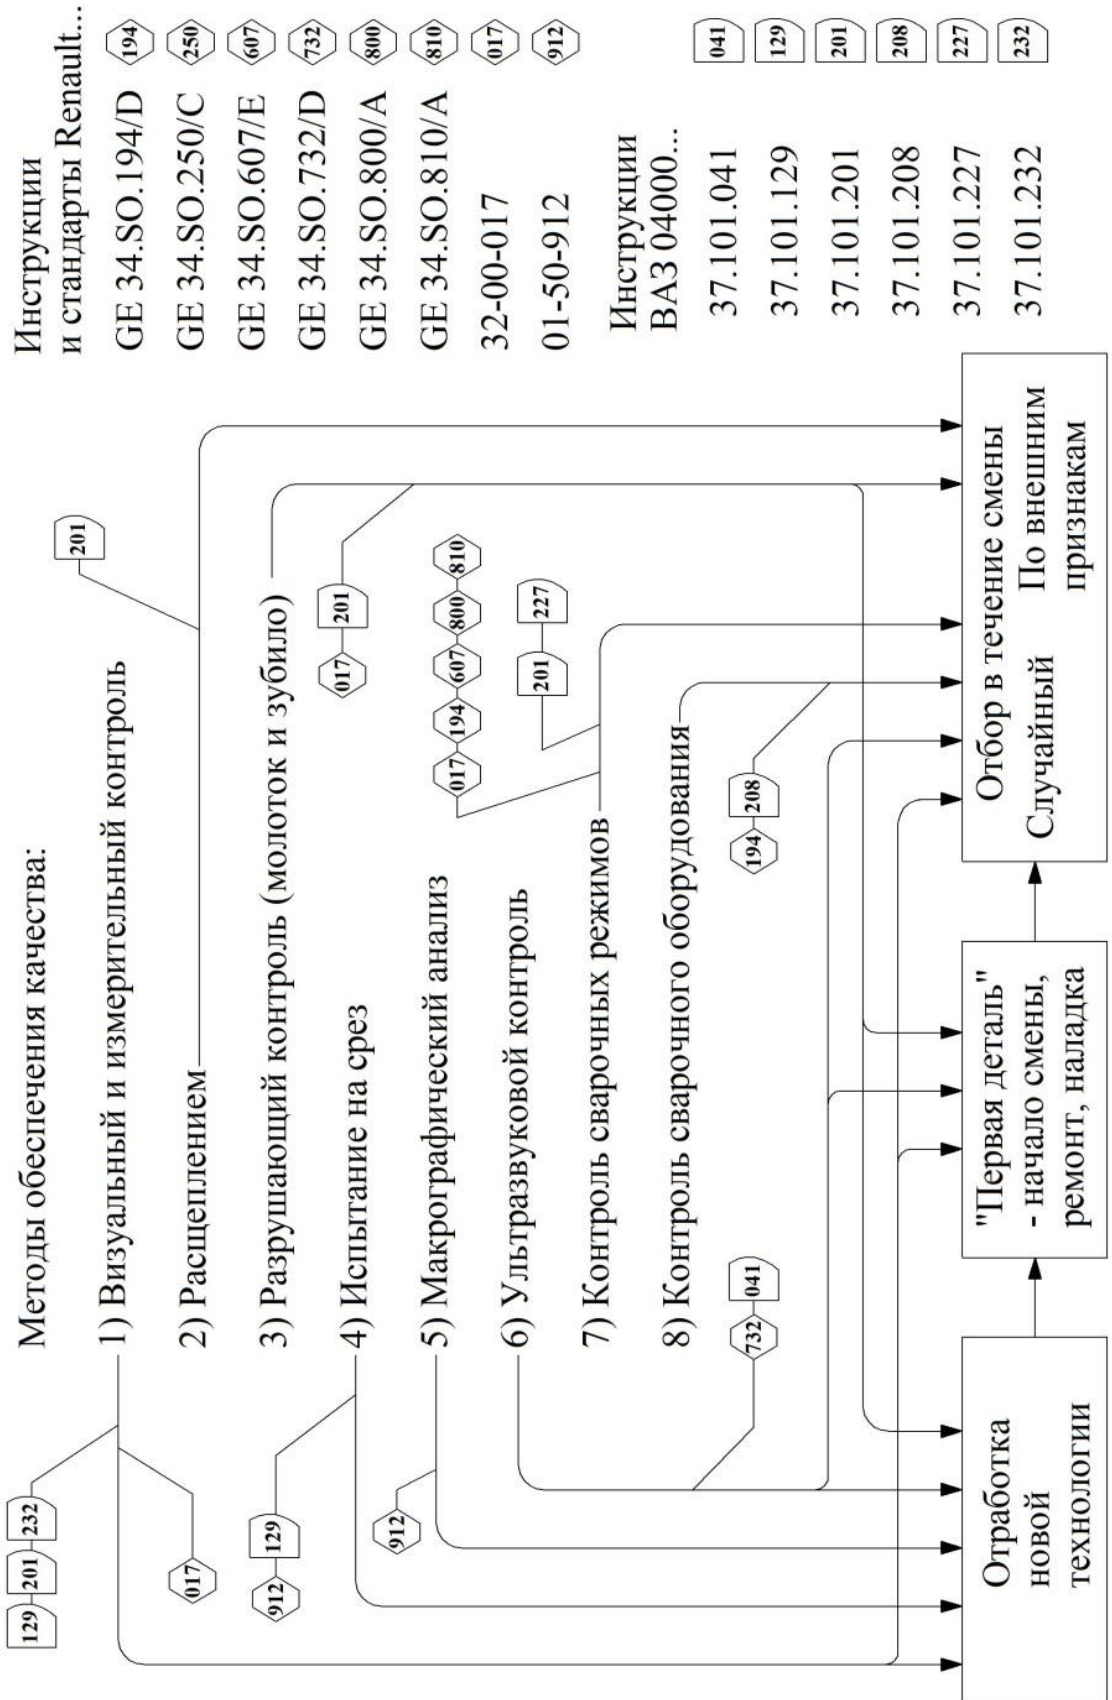 Методы обеспечения качества:
1) Визуальный и измерительный контроль
2) Расщеплением
3) Разрушающий контроль (молоток и зубило)
4) Испытание на срез
5) Макрографический анализ
6) Ультразвуковой контроль
7) Контроль сварочных режимов
8) Контроль сварочного оборудования
129 201 232
017
201
912 129
017 201
912
017 194 607 800 810
201 227
732 041
194 208
Отработка
новой
технологии
"Первая деталь"
- начало смены,
ремонт, наладка
Отбор в течение смены
Случайный
По внешним
признакам
Инструкции
и стандарты Renault...
GE 34.SO.194/D 194
GE 34.SO.250/C 250
GE 34.SO.607/E 607
GE 34.SO.732/D 732
GE 34.SO.800/A 800
GE 34.SO.810/A 810
32-00-017 017
01-50-912 912
Инструкции
ВАЗ 04000...
37.101.041 041
37.101.129 129
37.101.201 201
37.101.208 208
37.101.227 227
37.101.232 232